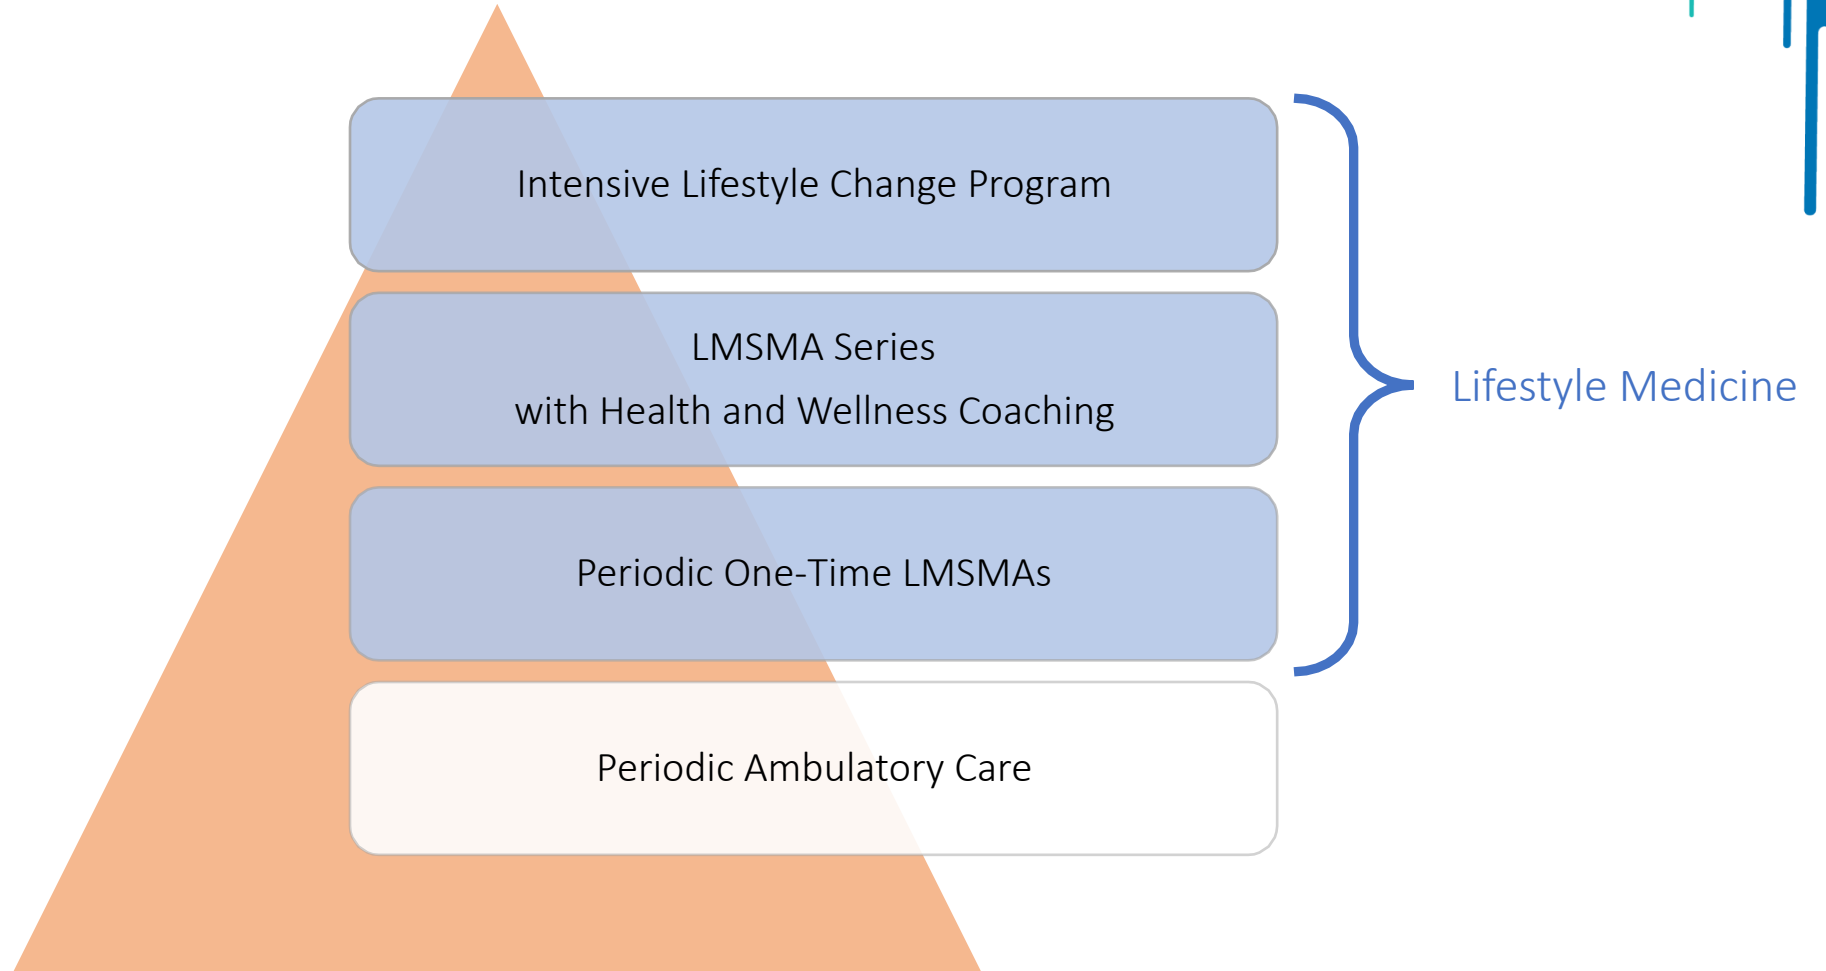 Intensive Lifestyle Change Program
LMSMA Series
with Health and Wellness Coaching
Lifestyle Medicine
Periodic One-Time LMSMAs
Periodic Ambulatory Care